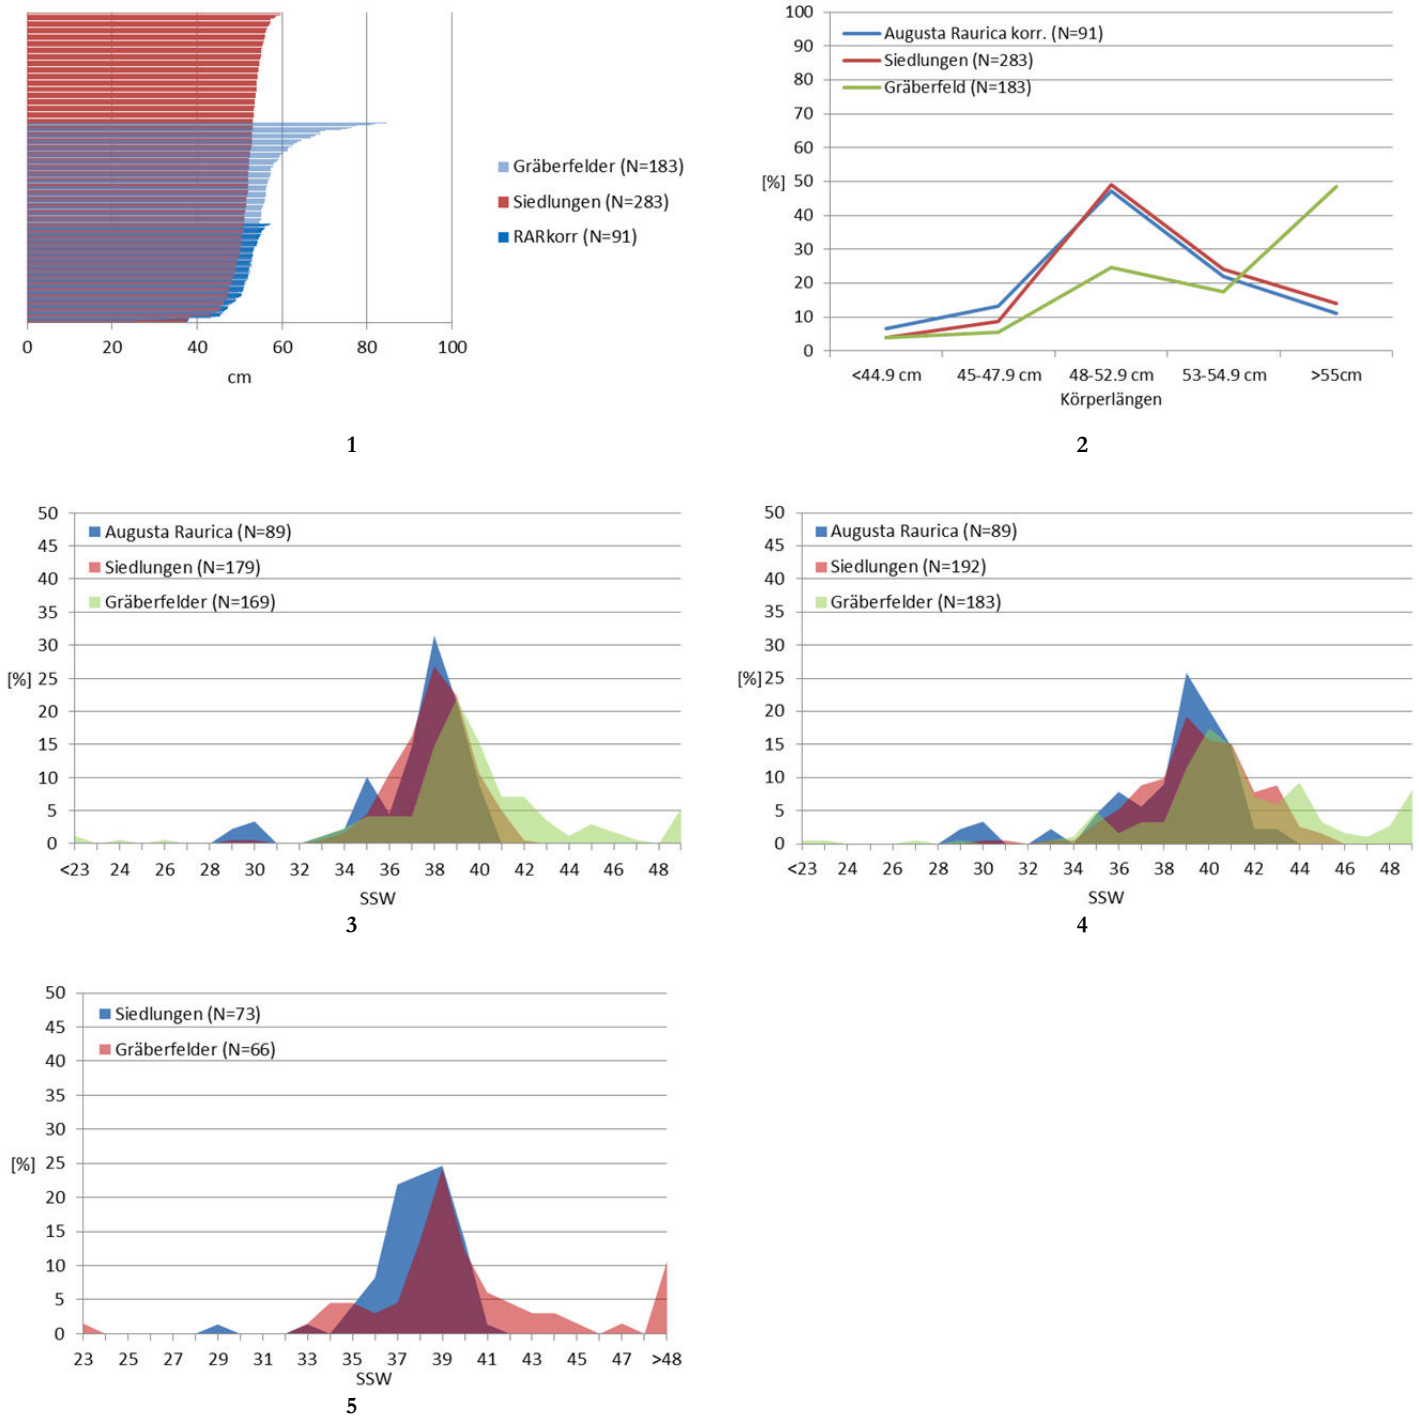 Gräberfelder (N=183)
Siedlungen (N=283)
RARkorr (N=91)
0 20 40 60 80 100
cm
1
Augusta Raurica korr. (N=91)
Siedlungen (N=283)
Gräberfeld (N=183)
100
90
80
70
60
[%] 50
40
30
20
10
0
<44.9 cm 45-47.9 cm 48-52.9 cm 53-54.9 cm >55cm
Körperlängen
2
Augusta Raurica (N=89)
Siedlungen (N=179)
Gräberfelder (N=169)
50
45
40
35
30
[%] 25
20
15
10
5
0
<23 24 26 28 30 32 34 36 38 40 42 44 46 48
SSW
3
Augusta Raurica (N=89)
Siedlungen (N=192)
Gräberfelder (N=183)
50
45
40
35
30
[%] 25
20
15
10
5
0
<23 24 26 28 30 32 34 36 38 40 42 44 46 48
SSW
4
Siedlungen (N=73)
Gräberfelder (N=66)
50
45
40
35
30
[%] 25
20
15
10
5
0
23 25 27 29 31 33 35 37 39 41 43 45 47 >48
SSW
5